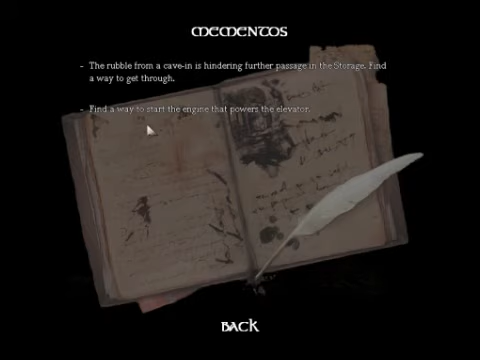 MEMENTOS
- The rubble from a cave-in is hindering further passage in the Storage. Find
a way to get through.
- Find a way to start the engine that powers the elevator.
BACK